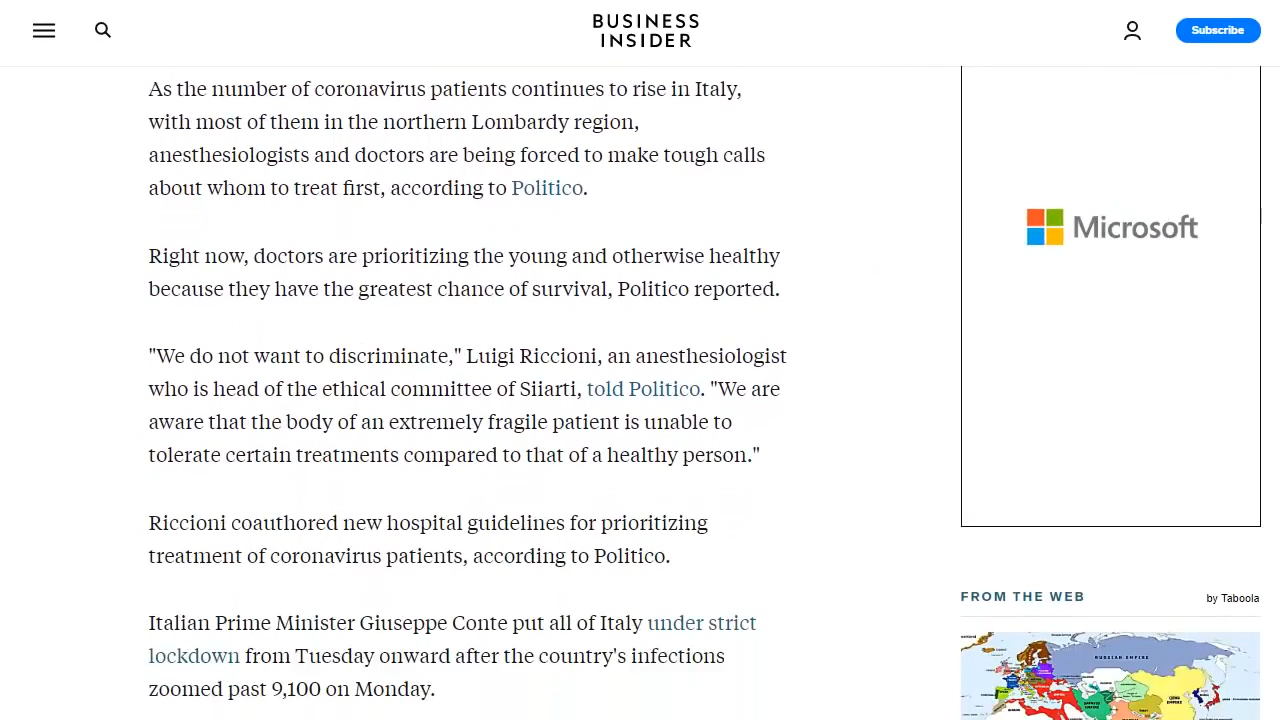 BUSINESS
INSIDER
Subscribe
As the number of coronavirus patients continues to rise in Italy,
with most of them in the northern Lombardy region,
anesthesiologists and doctors are being forced to make tough calls
about whom to treat first, according to Politico.
Right now, doctors are prioritizing the young and otherwise healthy
because they have the greatest chance of survival, Politico reported.
"We do not want to discriminate," Luigi Riccioni, an anesthesiologist
who is head of the ethical committee of Siiarti, told Politico. "We are
aware that the body of an extremely fragile patient is unable to
tolerate certain treatments compared to that of a healthy person."
Riccioni coauthored new hospital guidelines for prioritizing
treatment of coronavirus patients, according to Politico.
Italian Prime Minister Giuseppe Conte put all of Italy under strict
lockdown from Tuesday onward after the country's infections
zoomed past 9,100 on Monday.
Microsoft
FROM THE WEB
by Taboola
RUSSIAN EMPIRE